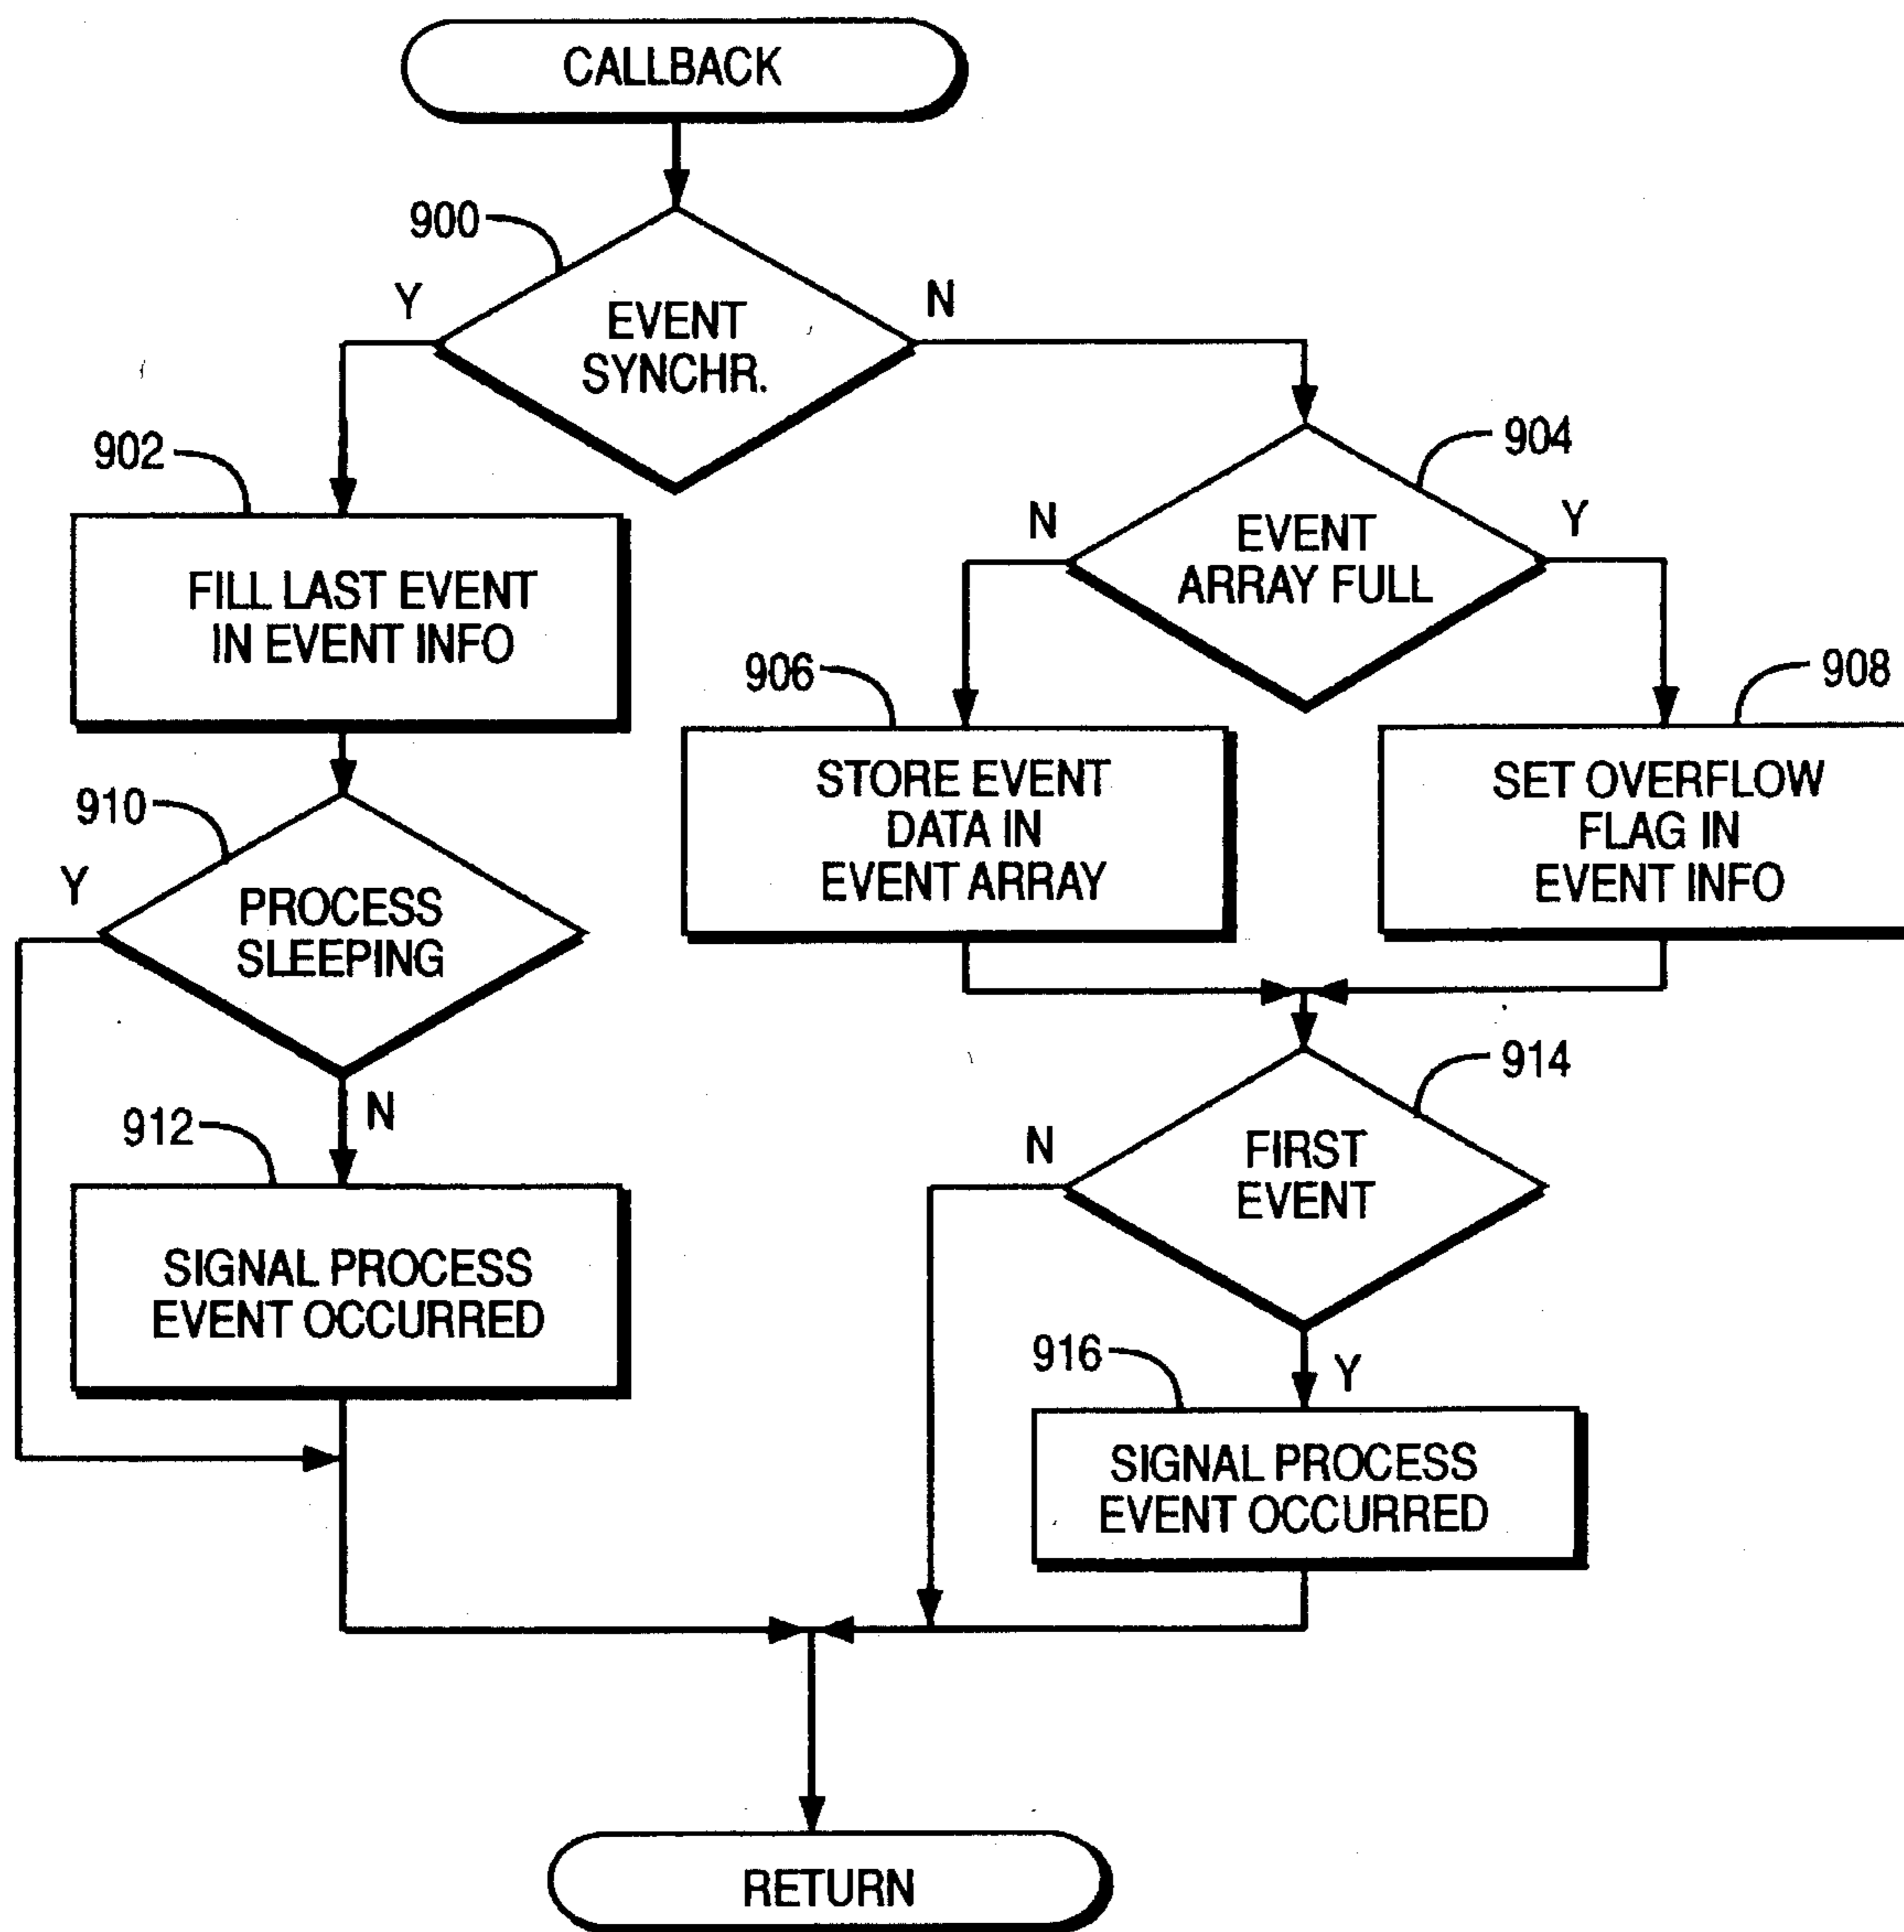 CALLBACK
900
Y
N
EVENT
SYNCHR.
902
904
FILL LAST EVENT
IN EVENT INFO
N
Y
EVENT
ARRAY FULL
906
908
STORE EVENT
DATA IN
EVENT ARRAY
SET OVERFLOW
FLAG IN
EVENT INFO
910
Y
PROCESS
SLEEPING
N
914
912
SIGNAL PROCESS
EVENT OCCURRED
N
FIRST
EVENT
916
Y
SIGNAL PROCESS
EVENT OCCURRED
RETURN